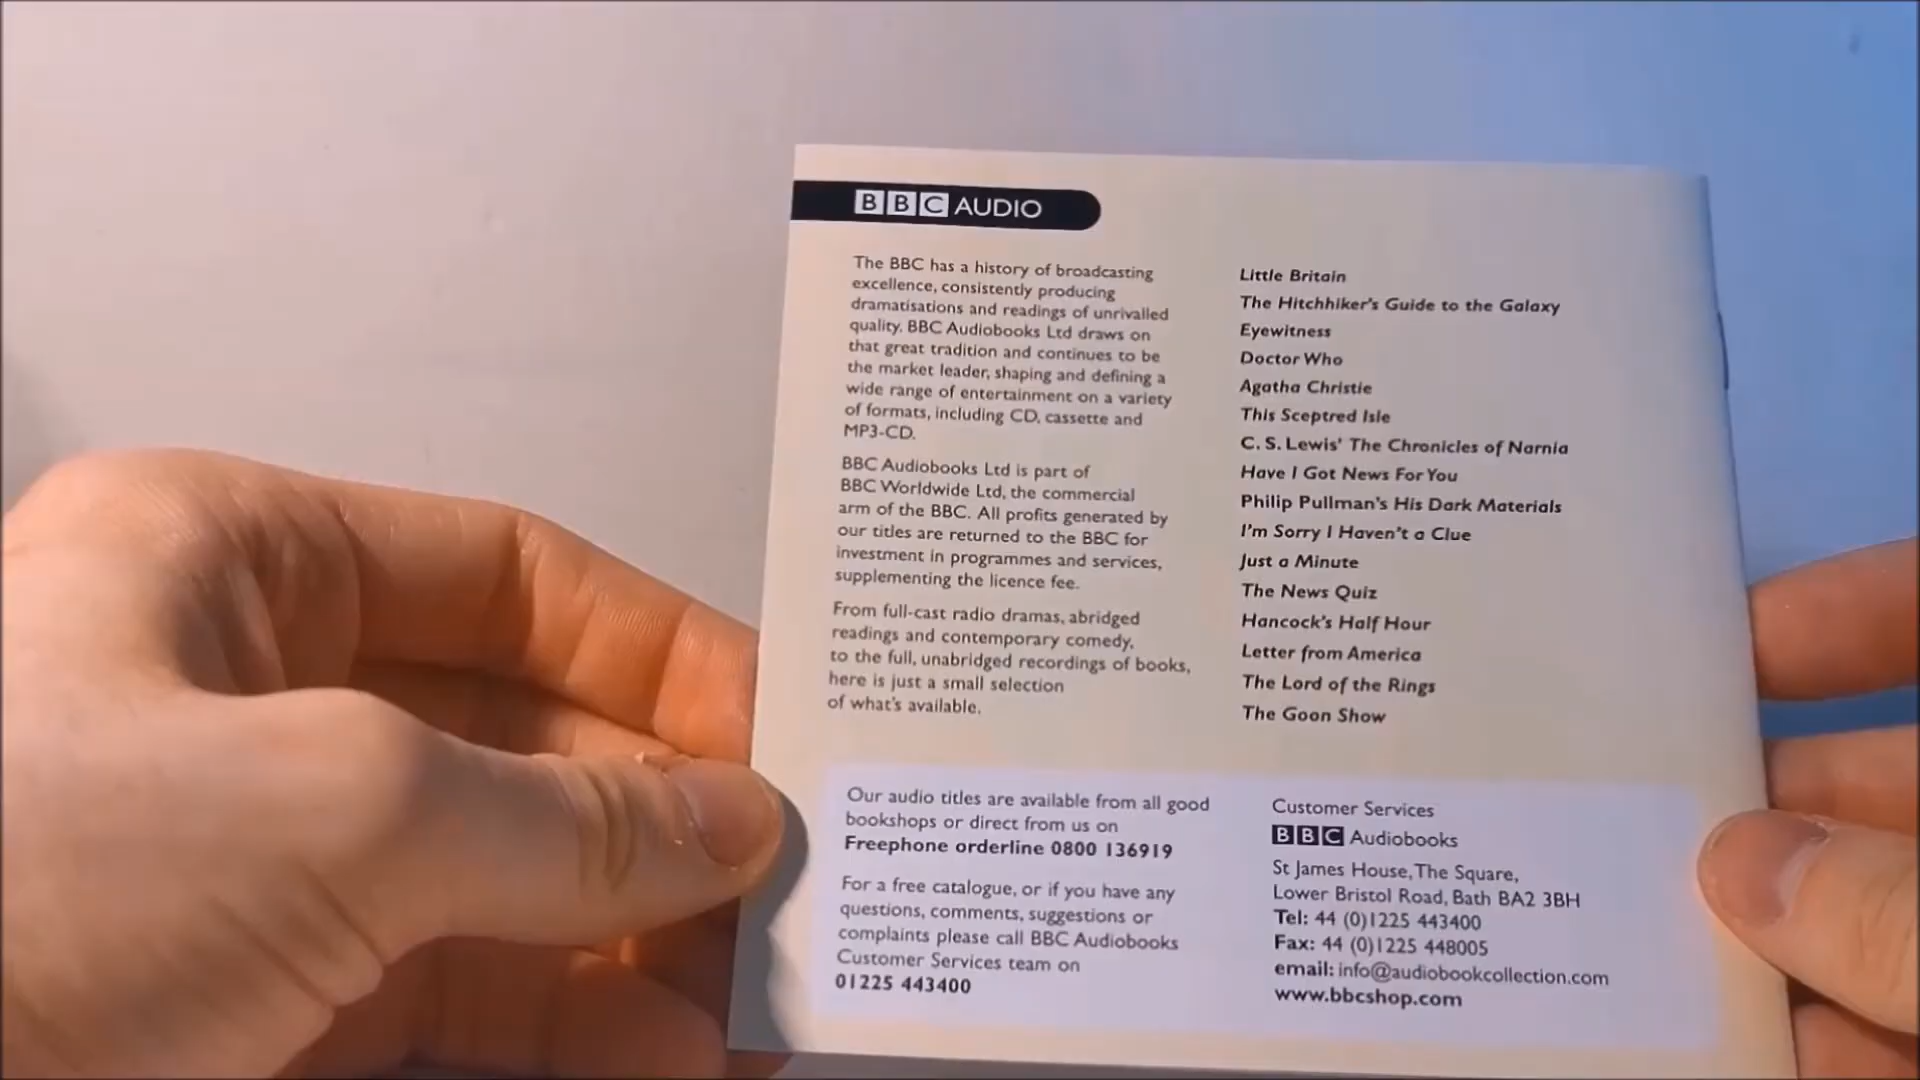 BBC AUDIO
The BBC has a history of broadcasting
excellence, consistently producing
dramatisations and readings of unrivalled
quality. BBC Audiobooks Ltd draws on
that great tradition and continues to be
the market leader, shaping and defining a
wide range of entertainment on a variety
of formats, including CD, cassette and
MP3-CD.
BBC Audiobooks Ltd is part of
BBC Worldwide Ltd, the commercial
arm of the BBC. All profits generated by
our titles are returned to the BBC for
investment in programmes and services,
supplementing the licence fee.
From full-cast radio dramas, abridged
readings and contemporary comedy,
to the full, unabridged recordings of books,
here is just a small selection
of what's available.
Little Britain
The Hitchhiker's Guide to the Galaxy
Eyewitness
Doctor Who
Agatha Christie
This Sceptred Isle
C. S. Lewis' The Chronicles of Narnia
Have I Got News For You
Philip Pullman's His Dark Materials
I'm Sorry I Haven't a Clue
Just a Minute
The News Quiz
Hancock's Half Hour
Letter from America
The Lord of the Rings
The Goon Show
Our audio titles are available from all good
bookshops or direct from us on
Freephone orderline 0800 136919
For a free catalogue, or if you have any
questions, comments, suggestions or
complaints please call BBC Audiobooks
Customer Services team on
01225 443400
Customer Services
BBC Audiobooks
St James House, The Square,
Lower Bristol Road, Bath BA2 3BH
Tel: 44 (0)1225 443400
Fax: 44 (0)1225 448005
email: info@audiobookcollection.com
www.bbcshop.com